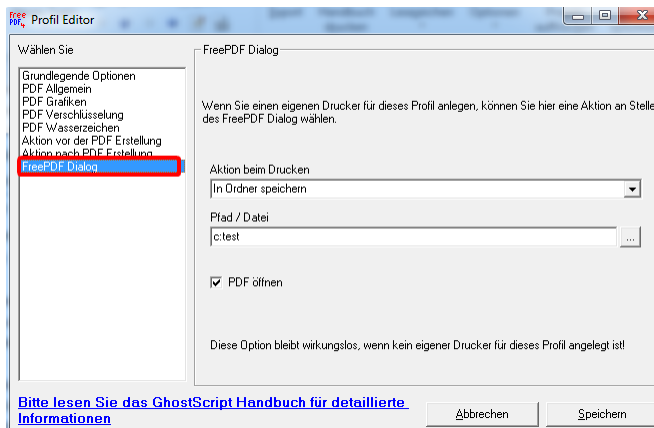 Free PDF Profil Editor
Wählen Sie
Grundlegende Optionen
PDF Allgemein
PDF Grafiken
PDF Verschlüsselung
PDF Wasserzeichen
Aktion vor der PDF Erstellung
Aktion nach PDF Erstellung
FreePDF Dialog
FreePDF Dialog
Wenn Sie einen eigenen Drucker für dieses Profil anlegen, können Sie hier eine Aktion an Stelle
des FreePDF Dialog wählen.
Aktion beim Drucken
In Ordner speichern
Pfad / Datei
c:test
...
PDF öffnen
Diese Option bleibt wirkungslos, wenn kein eigener Drucker für dieses Profil angelegt ist!
Bitte lesen Sie das GhostScript Handbuch für detaillierte
Informationen
Abbrechen
Speichern